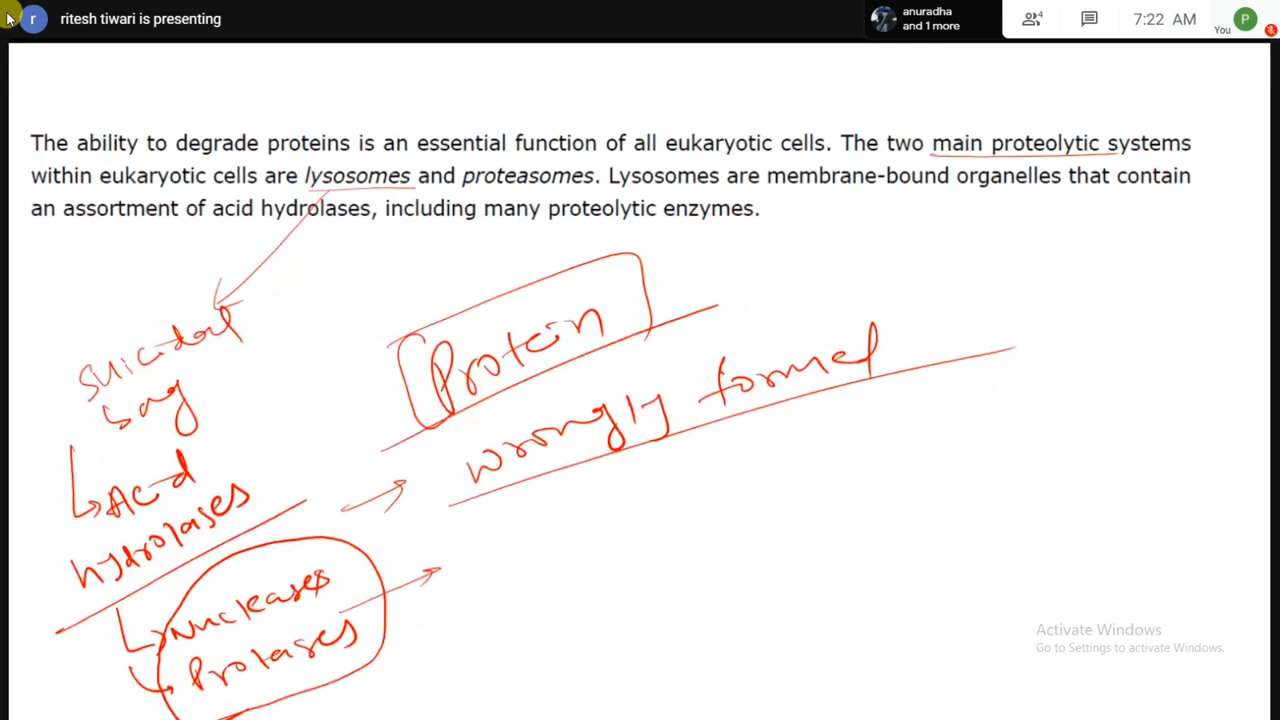 r ritesh tiwari is presenting
anuradha
and 1 more
4
7:22 AM
You
P
The ability to degrade proteins is an essential function of all eukaryotic cells. The two main proteolytic systems
within eukaryotic cells are lysosomes and proteasomes. Lysosomes are membrane-bound organelles that contain
an assortment of acid hydrolases, including many proteolytic enzymes.
Protein
wrongly formed
suicidal
bag
Acid
hydrolases
Nucleases
Protases
Activate Windows
Go to Settings to activate Windows.